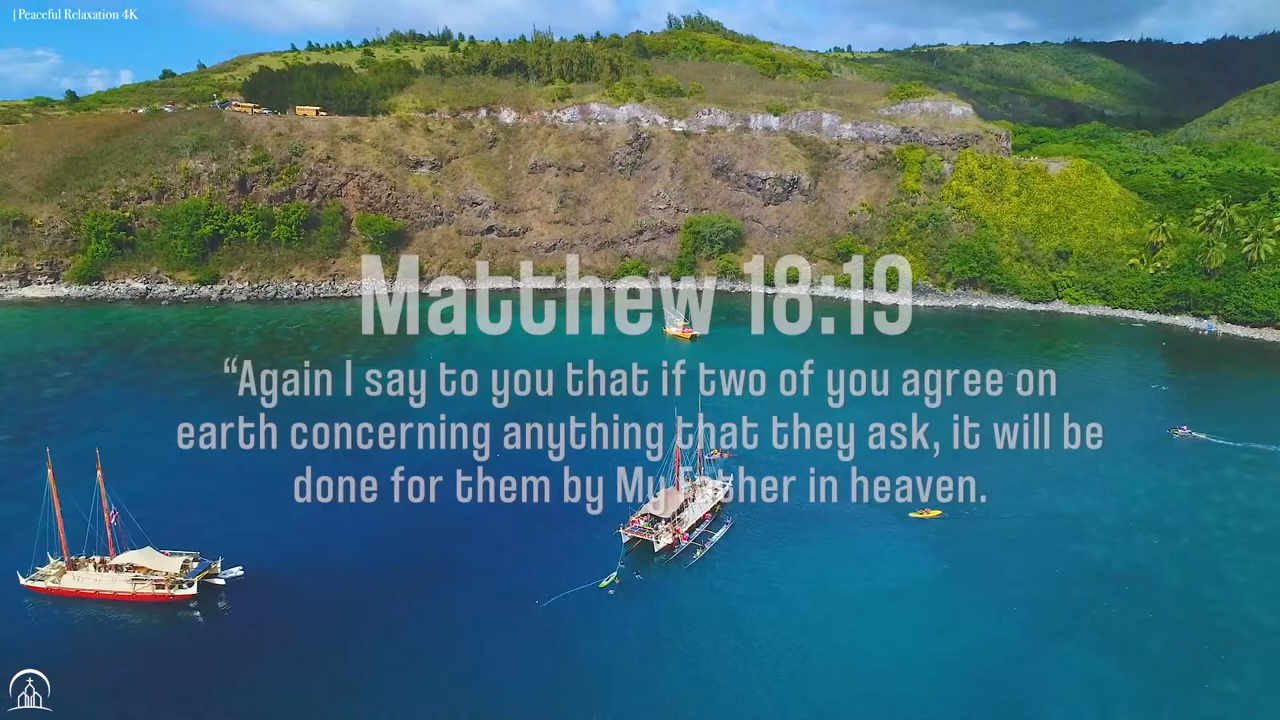 | Peaceful Relaxation 4K
Matthew 18:19
“Again I say to you that if two of you agree on
earth concerning anything that they ask, it will be
done for them by My Father in heaven.